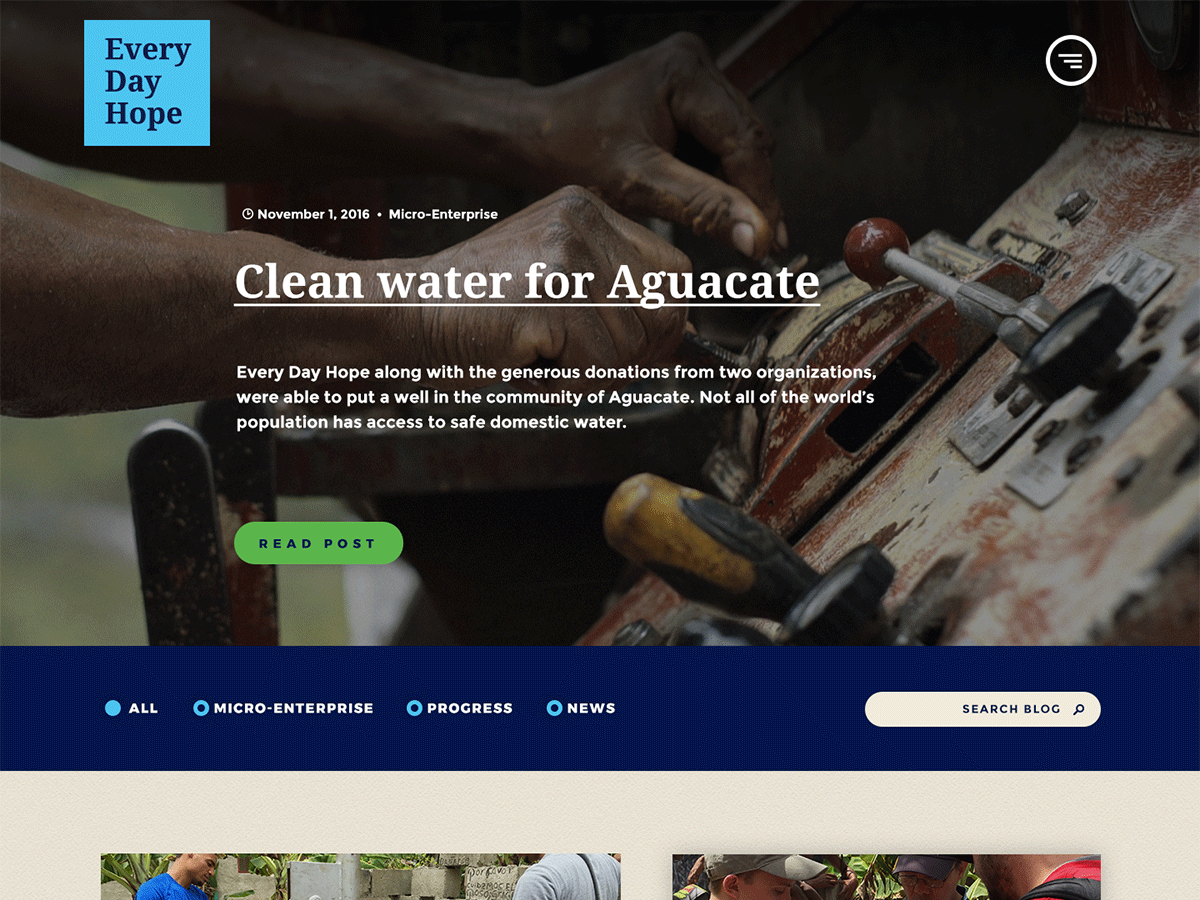 Every
Day
Hope
November 1, 2016 • Micro-Enterprise
Clean water for Aguacate
Every Day Hope along with the generous donations from two organizations,
were able to put a well in the community of Aguacate. Not all of the world’s
population has access to safe domestic water.
READ POST
ALL MICRO-ENTERPRISE PROGRESS NEWS
SEARCH BLOG